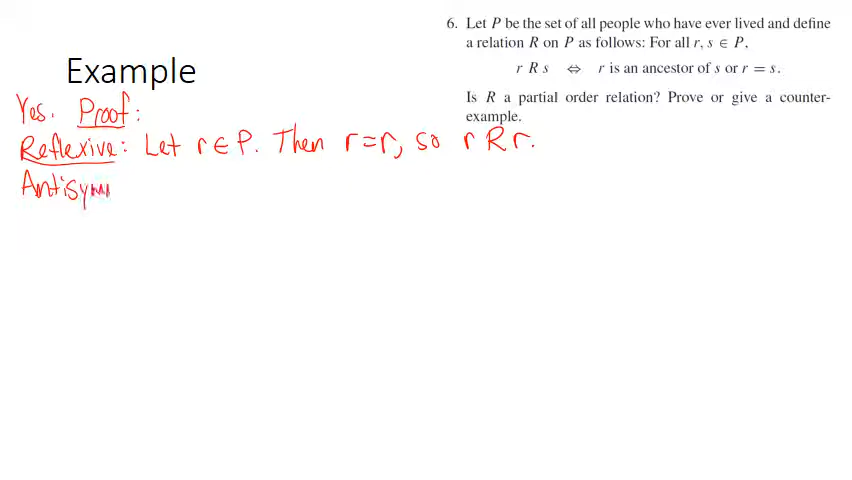 6. Let P be the set of all people who have ever lived and define
a relation R on P as follows: For all r, s ∈ P,
r R s ⇔ r is an ancestor of s or r = s.
Is R a partial order relation? Prove or give a counter-
example.
Example
Yes. Proof:
Reflexive: Let r ∈ P. Then r = r, so r R r.
Antisym